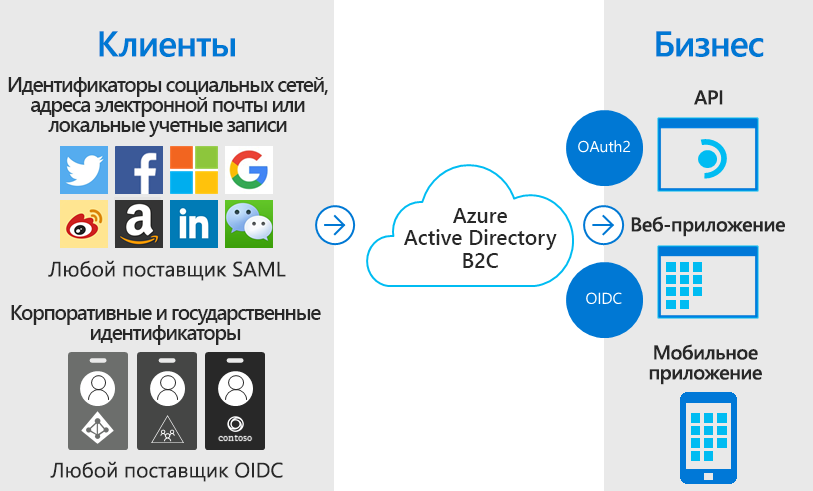 Клиенты
Идентификаторы социальных сетей,
адреса электронной почты или
локальные учетные записи
in
Любой поставщик SAML
Корпоративные и государственные
идентификаторы
contoso
Любой поставщик OIDC
Azure
Active Directory
B2C
Бизнес
API
OAuth2
Веб-приложение
OIDC
Мобильное
приложение